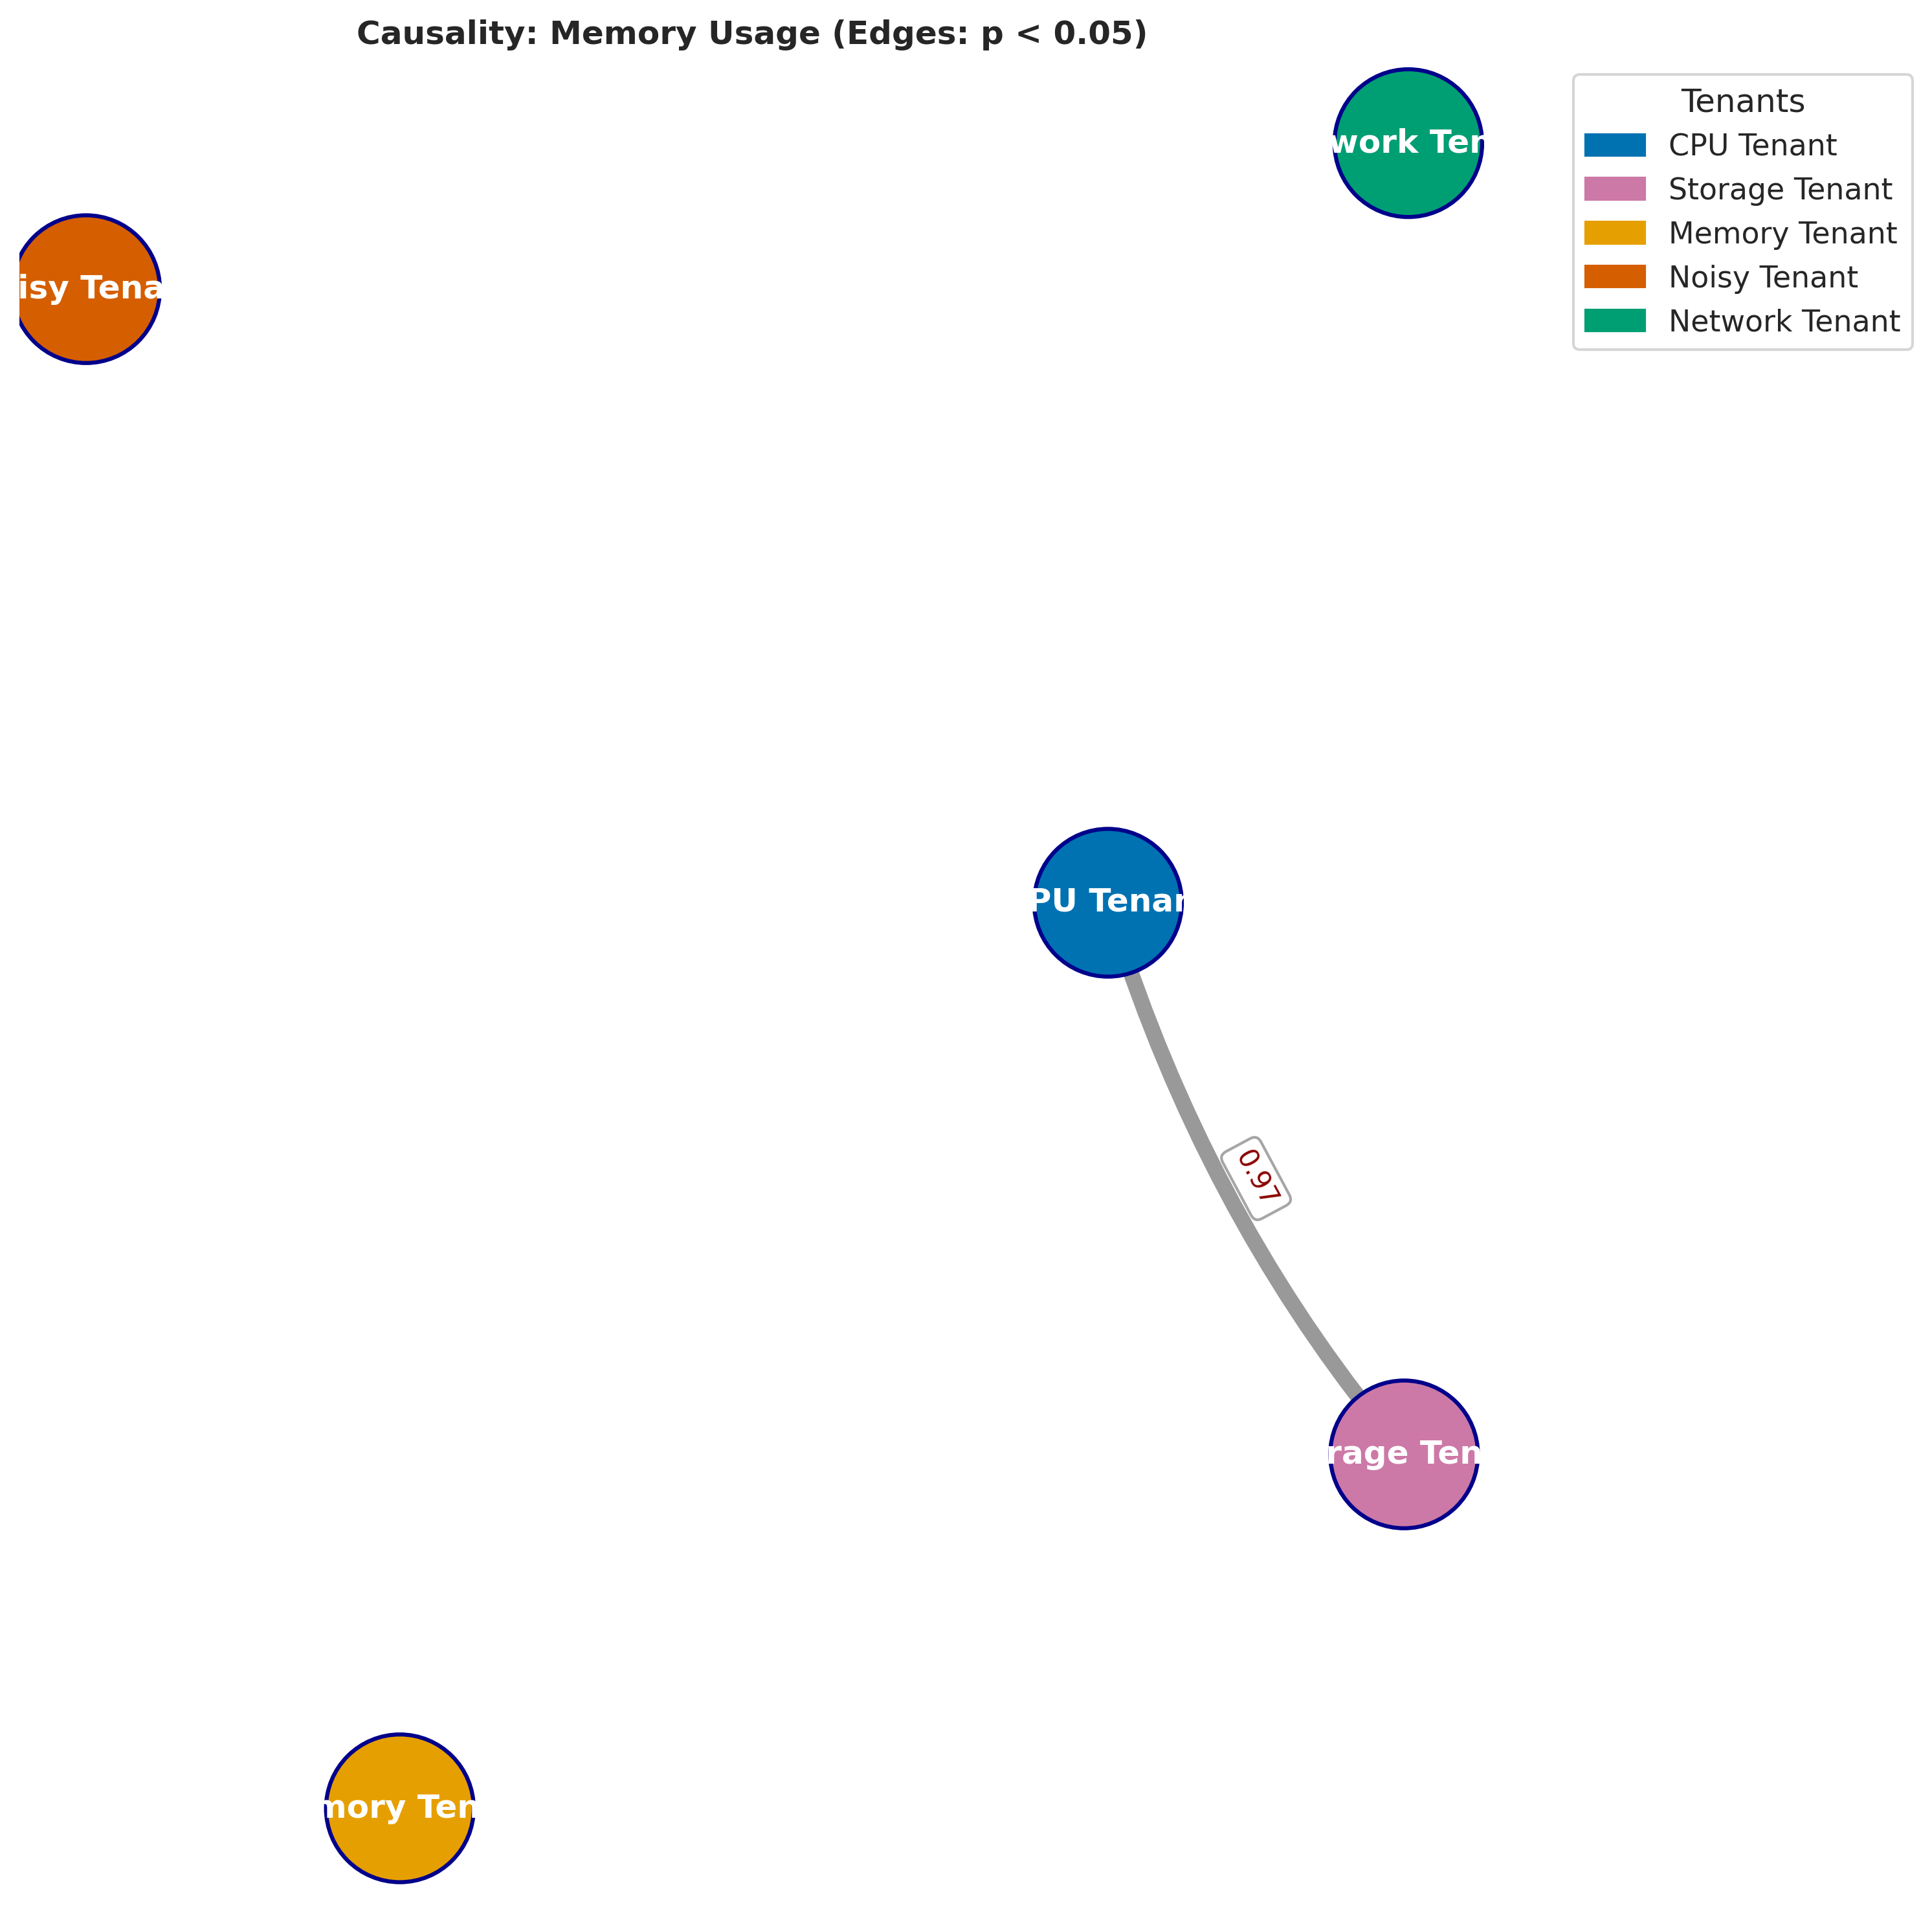 Causality: Memory Usage (Edges: p < 0.05)
work Ten
Tenants
CPU Tenant
Storage Tenant
Memory Tenant
Noisy Tenant
Network Tenant
isy Tena
PU Tenan
0.97
rage Ten
mory Ten